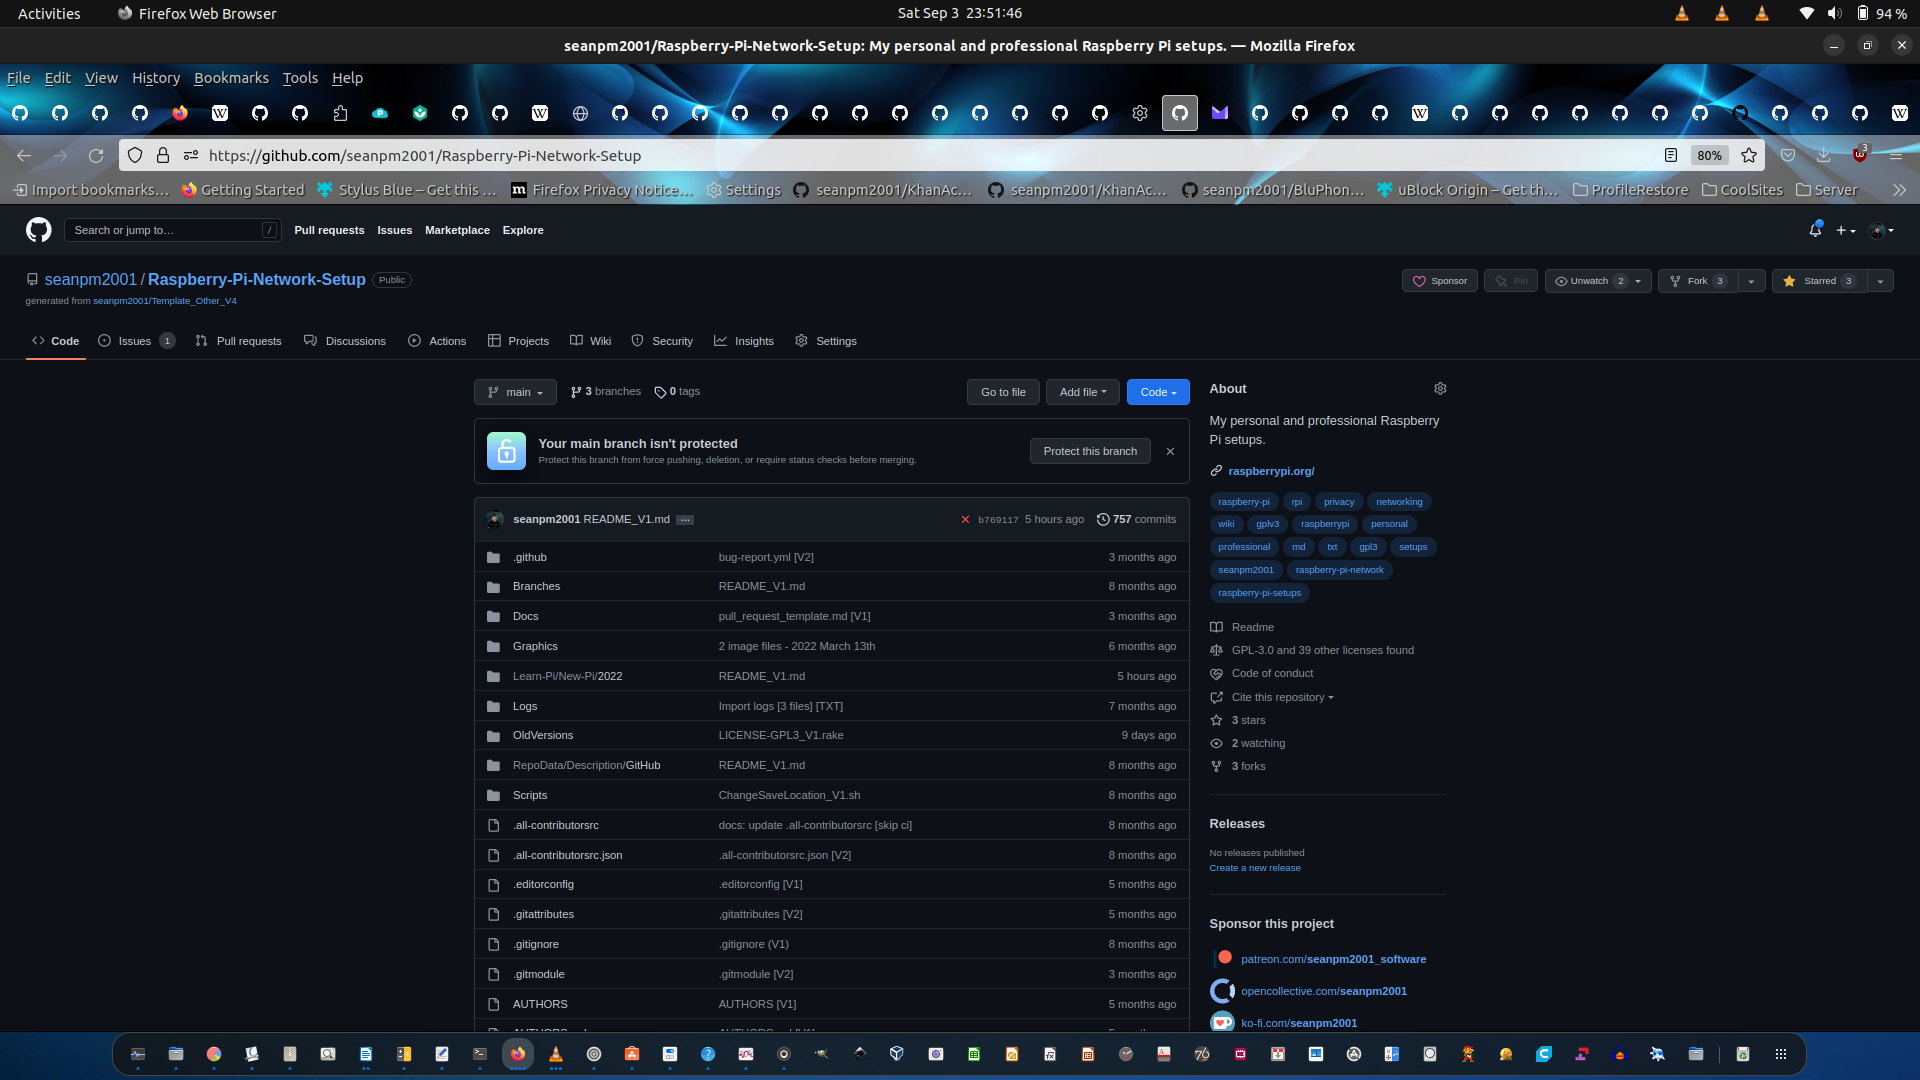 Activities Firefox Web Browser Sat Sep 3 23:51:46 94 %
seanpm2001/Raspberry-Pi-Network-Setup: My personal and professional Raspberry Pi setups. — Mozilla Firefox
File Edit View History Bookmarks Tools Help
https://github.com/seanpm2001/Raspberry-Pi-Network-Setup 80% 3
Import bookmarks… Getting Started Stylus Blue – Get this … Firefox Privacy Notice… Settings seanpm2001/KhanAc… seanpm2001/KhanAc… seanpm2001/BluPhon… uBlock Origin – Get th… ProfileRestore CoolSites Server
Search or jump to… / Pull requests Issues Marketplace Explore
seanpm2001 / Raspberry-Pi-Network-Setup Public Sponsor Pin Unwatch 2 Fork 3 Starred 3
generated from seanpm2001/Template_Other_V4
Code Issues 1 Pull requests Discussions Actions Projects Wiki Security Insights Settings
main 3 branches 0 tags Go to file Add file Code
Your main branch isn't protected
Protect this branch from force pushing, deletion, or require status checks before merging.
Protect this branch
seanpm2001 README_V1.md … b769117 5 hours ago 757 commits
.github bug-report.yml [V2] 3 months ago
Branches README_V1.md 8 months ago
Docs pull_request_template.md [V1] 3 months ago
Graphics 2 image files - 2022 March 13th 6 months ago
Learn-Pi/New-Pi/2022 README_V1.md 5 hours ago
Logs Import logs [3 files] [TXT] 7 months ago
OldVersions LICENSE-GPL3_V1.rake 9 days ago
RepoData/Description/GitHub README_V1.md 8 months ago
Scripts ChangeSaveLocation_V1.sh 8 months ago
.all-contributorsrc docs: update .all-contributorsrc [skip ci] 8 months ago
.all-contributorsrc.json .all-contributorsrc.json [V2] 8 months ago
.editorconfig .editorconfig [V1] 5 months ago
.gitattributes ,gitattributes [V2] 5 months ago
.gitignore .gitignore (V1) 8 months ago
.gitmodule .gitmodule [V2] 3 months ago
AUTHORS AUTHORS [V1] 5 months ago
About
My personal and professional Raspberry
Pi setups.
raspberrypi.org/
raspberry-pi rpi privacy networking
wiki gplv3 raspberrypi personal
professional md txt gpl3 setups
seanpm2001 raspberry-pi-network
raspberry-pi-setups
Readme
GPL-3.0 and 39 other licenses found
Code of conduct
Cite this repository
3 stars
2 watching
3 forks
Releases
No releases published
Create a new release
Sponsor this project
patreon.com/seanpm2001_software
opencollective.com/seanpm2001
ko-fi.com/seanpm2001